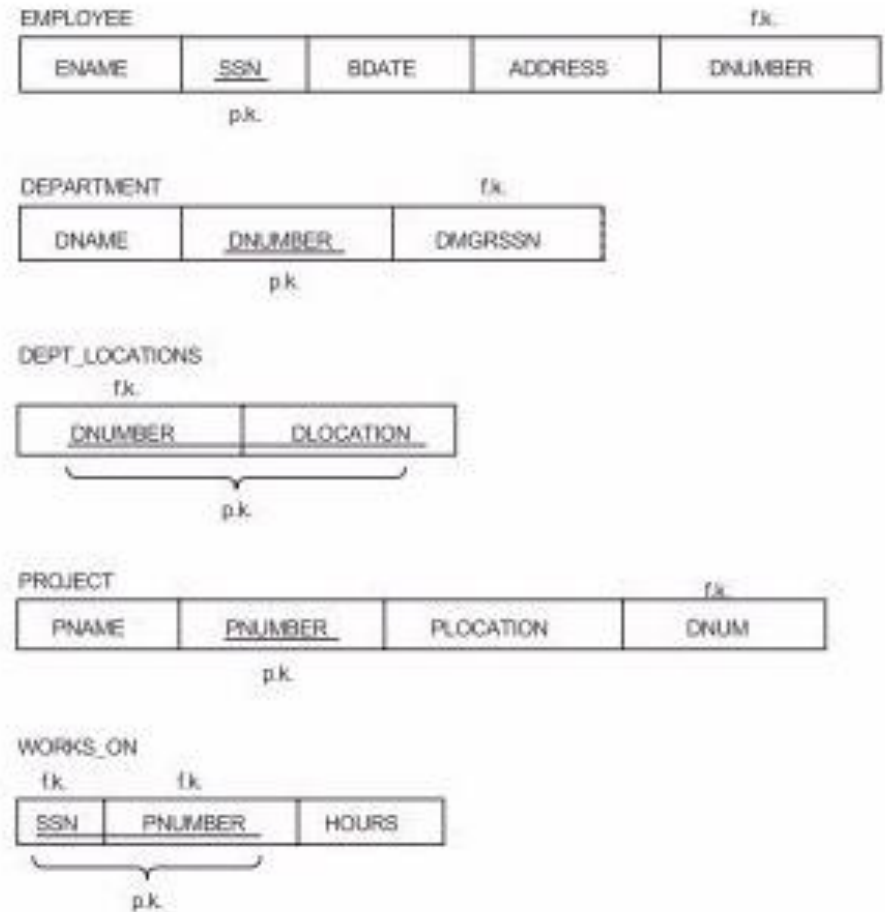 EMPLOYEE f.k.
ENAME SSN BDATE ADDRESS DNUMBER
p.k.
DEPARTMENT f.k.
DNAME DNUMBER DMGRSSN
p.k.
DEPT_LOCATIONS
f.k.
DNUMBER DLOCATION
p.k.
PROJECT f.k.
PNAME PNUMBER PLOCATION DNUM
p.k.
WORKS_ON
f.k. f.k.
SSN PNUMBER HOURS
p.k.